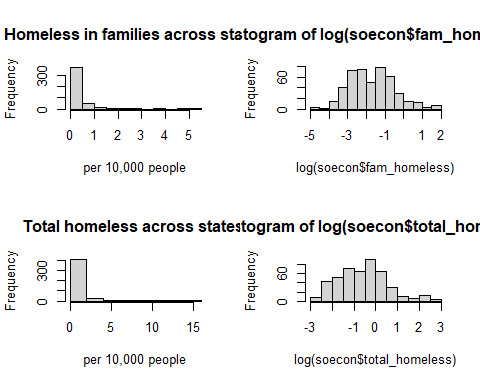 Homeless in families across statogram of log(soecon$fam_hom
Frequency
0 300
0 1 2 3 4 5
per 10,000 people
Frequency
0 60
-5 -3 -1 1 2
log(soecon$fam_homeless)
Total homeless across statestogram of log(soecon$total_hom
Frequency
0 300
0 5 10 15
per 10,000 people
Frequency
0 60
-3 -1 0 1 2 3
log(soecon$total_homeless)